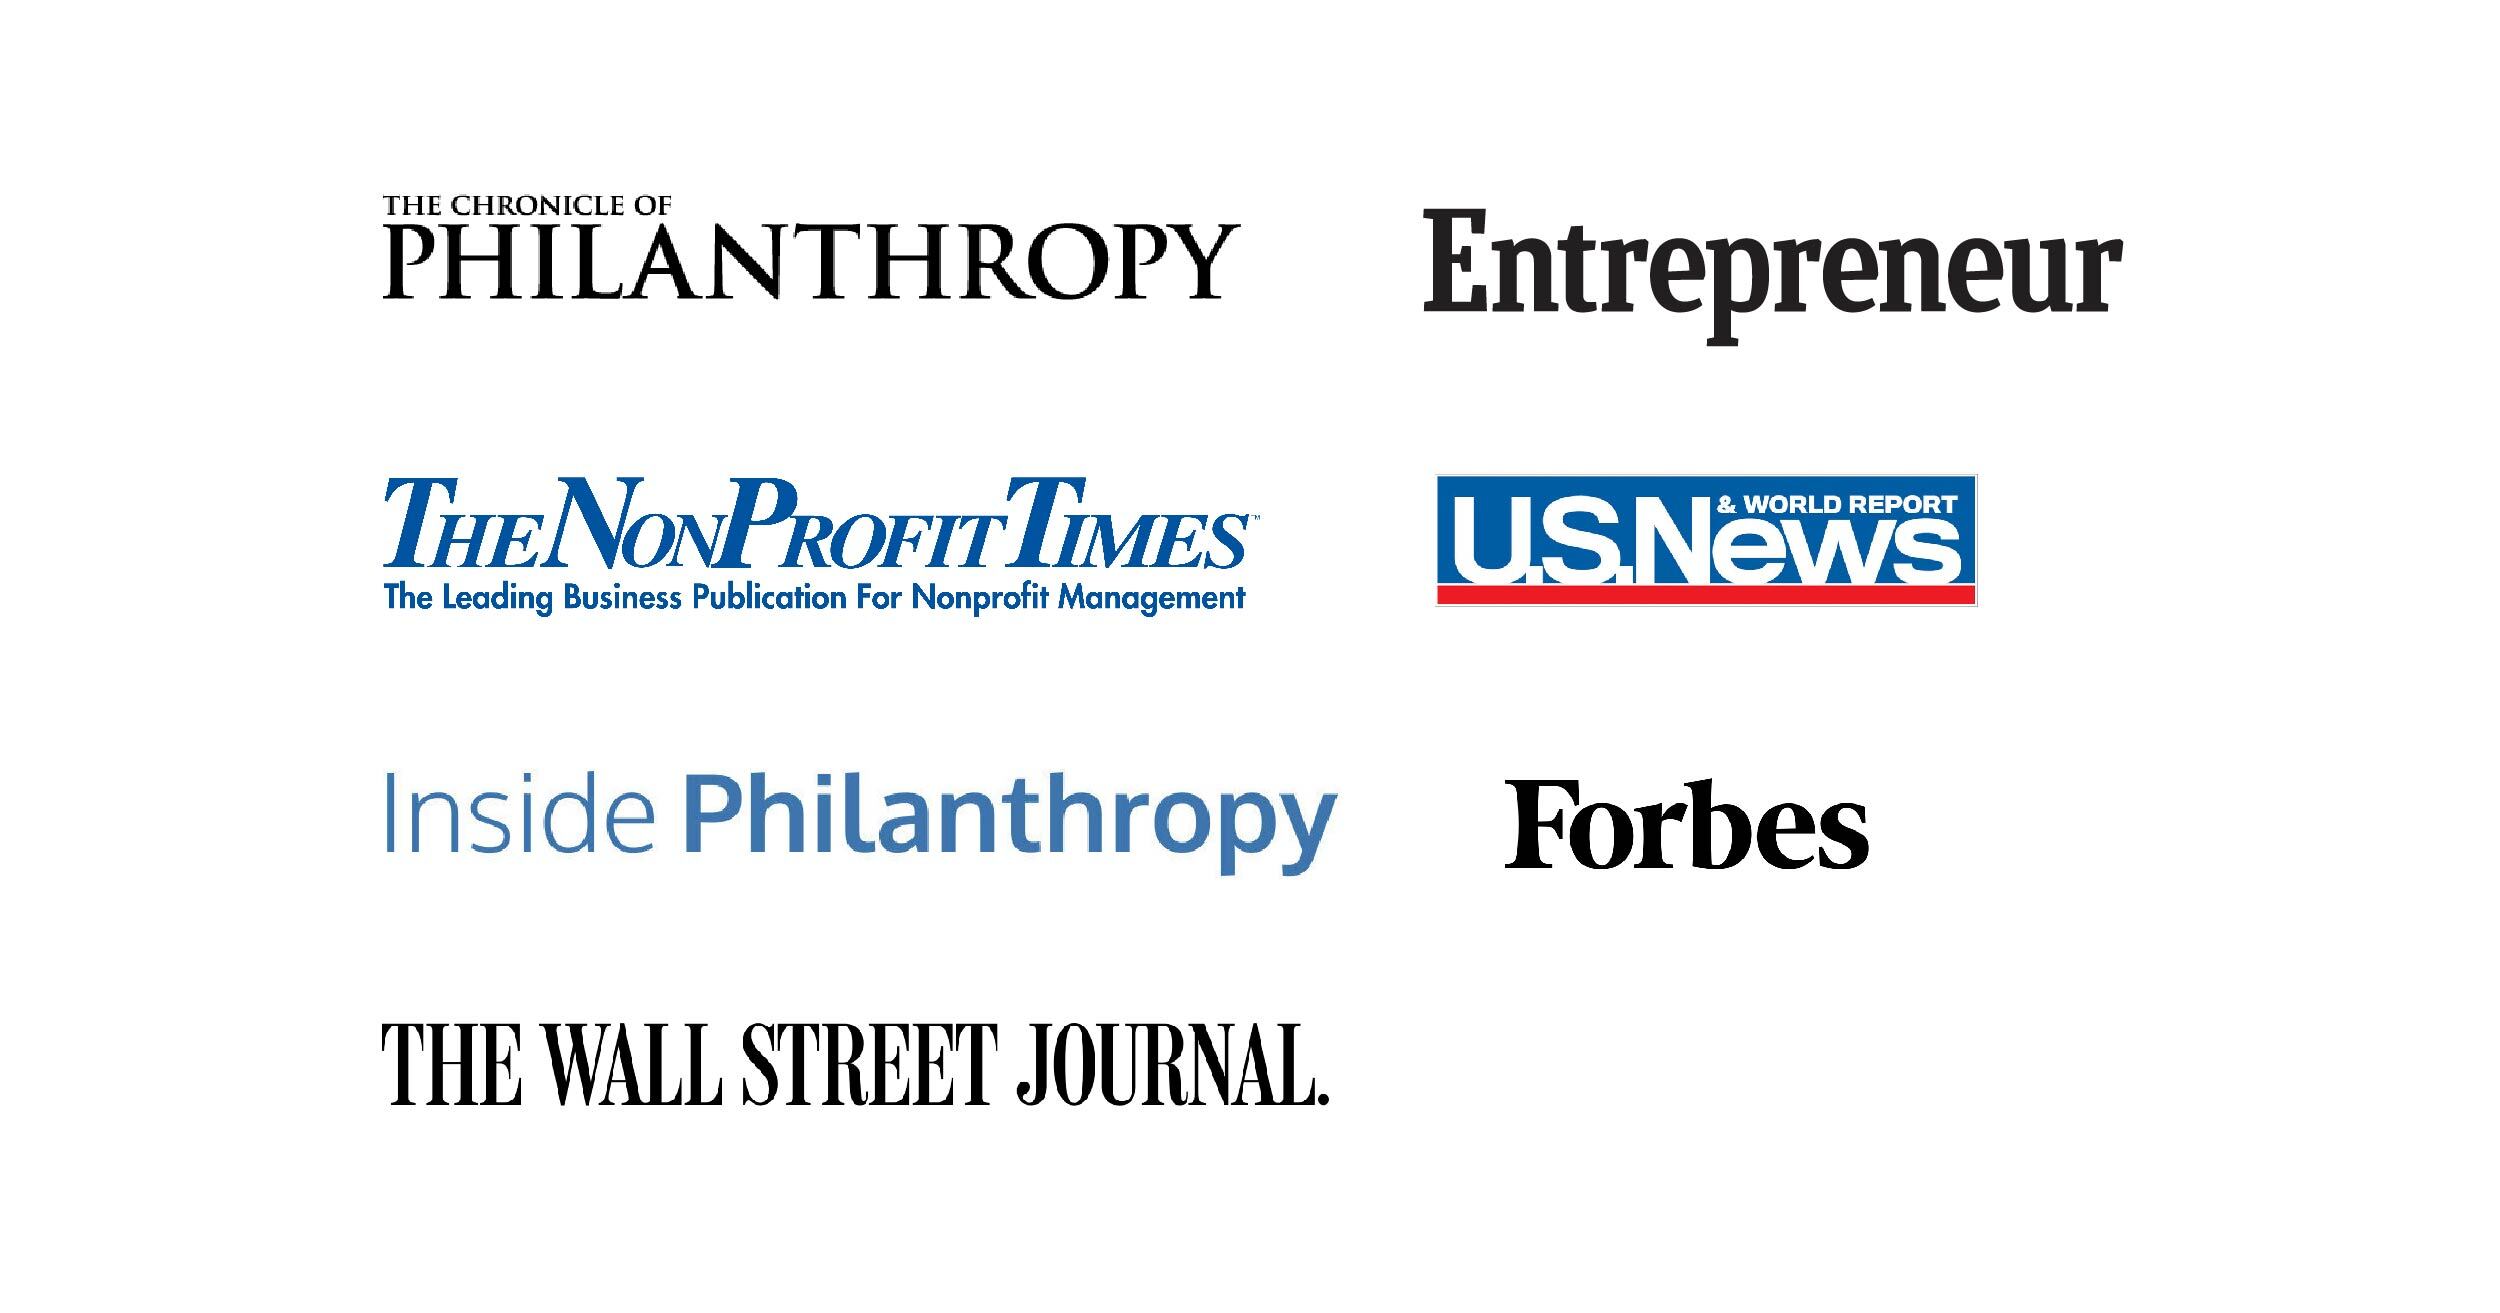 THE CHRONICLE OF
PHILANTHROPY
Entrepreneur
THE NONPROFIT TIMES™
The Leading Business Publication For Nonprofit Management
U.S.News & WORLD REPORT
Inside Philanthropy
Forbes
THE WALL STREET JOURNAL.